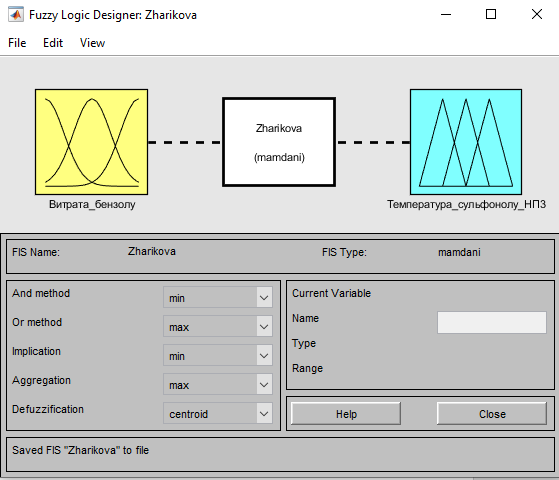 Fuzzy Logic Designer: Zharikova
File Edit View
Zharikova
(mamdani)
Витрата_бензолу
Температура_сульфонолу_НП3
FIS Name: Zharikova FIS Type: mamdani
And method min
Or method max
Implication min
Aggregation max
Defuzzification centroid
Current Variable
Name
Type
Range
Help Close
Saved FIS "Zharikova" to file